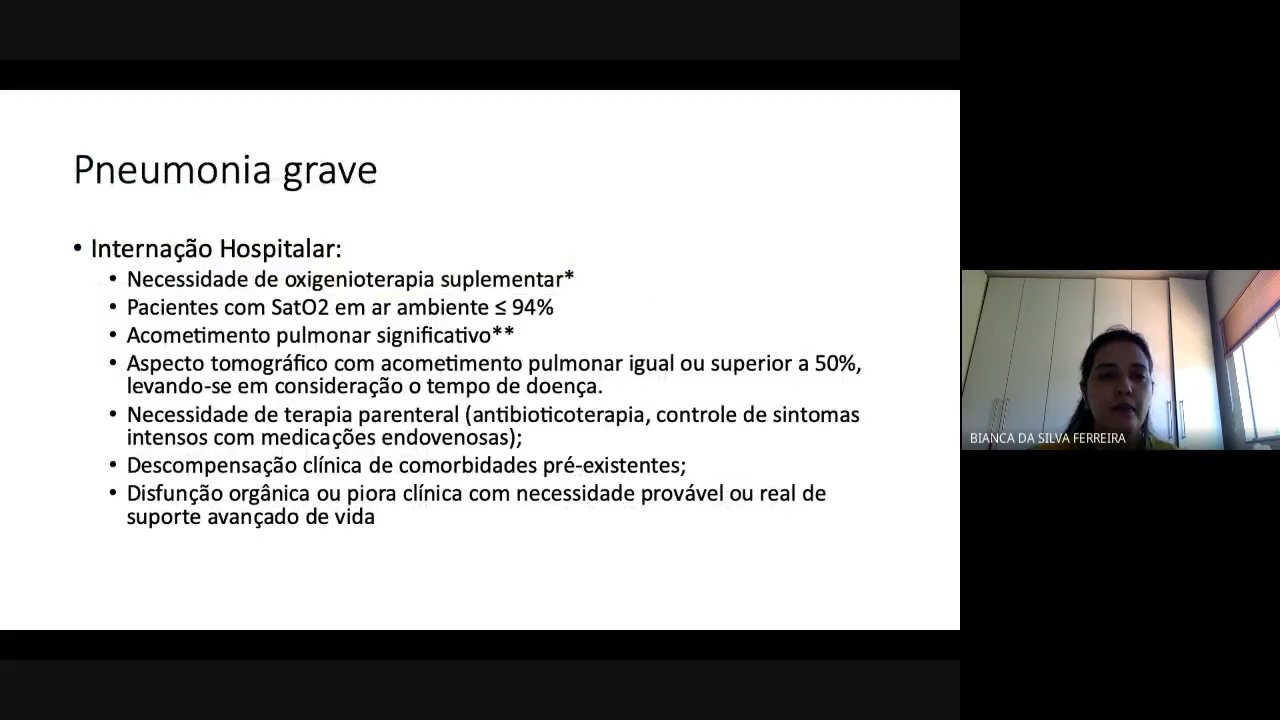 Pneumonia grave
• Internação Hospitalar:
• Necessidade de oxigenioterapia suplementar*
• Pacientes com SatO2 em ar ambiente ≤ 94%
• Acometimento pulmonar significativo**
• Aspecto tomográfico com acometimento pulmonar igual ou superior a 50%,
levando-se em consideração o tempo de doença.
• Necessidade de terapia parenteral (antibioticoterapia, controle de sintomas
intensos com medicações endovenosas);
• Descompensação clínica de comorbidades pré-existentes;
• Disfunção orgânica ou piora clínica com necessidade provável ou real de
suporte avançado de vida
BIANCA DA SILVA FERREIRA